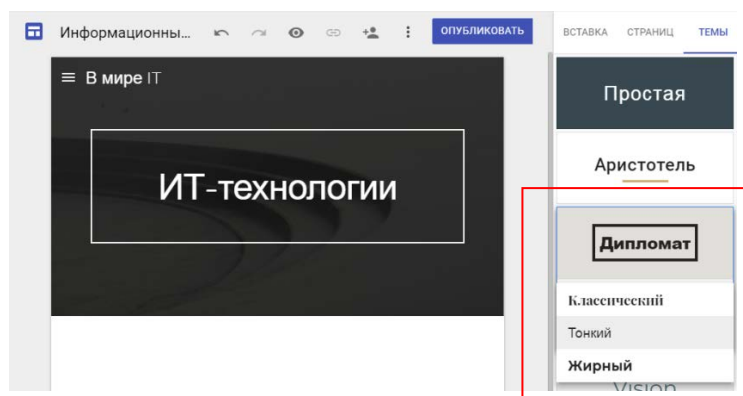 Информационны...
ОПУБЛИКОВАТЬ
ВСТАВКА СТРАНИЦ ТЕМЫ
В мире IT
ИТ-технологии
Простая
Аристотель
Дипломат
Классический
Тонкий
Жирный
Vision